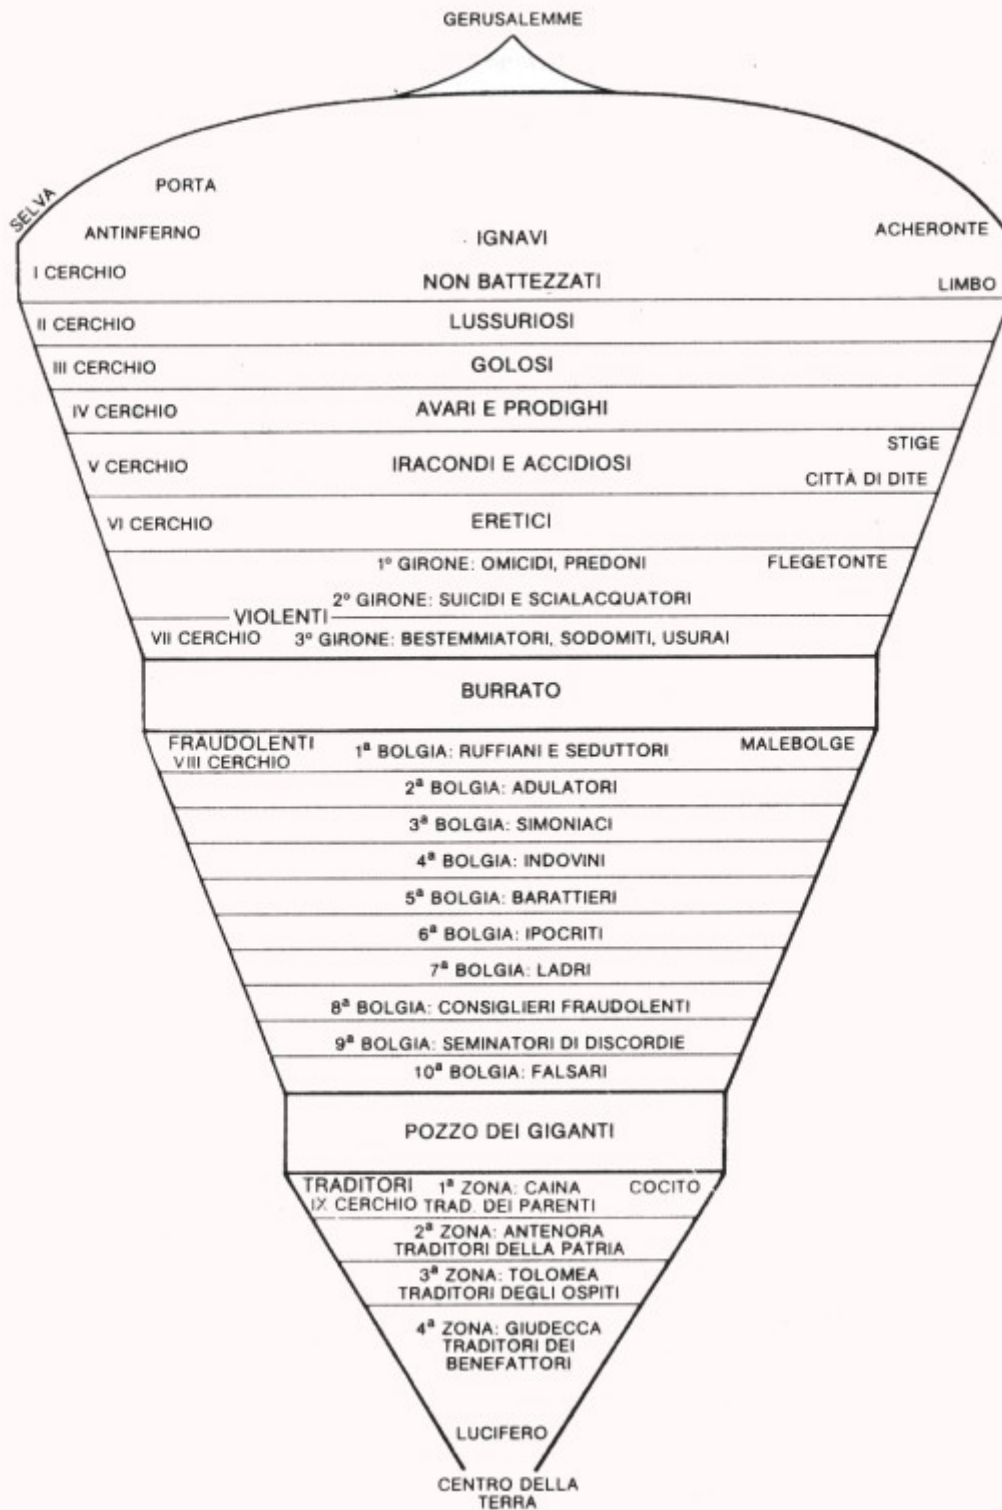 GERUSALEMME
SELVA
PORTA
ANTINFERNO
IGNAVI
ACHERONTE
I CERCHIO
NON BATTEZZATI
LIMBO
II CERCHIO
LUSSURIOSI
III CERCHIO
GOLOSI
IV CERCHIO
AVARI E PRODIGHI
STIGE
V CERCHIO
IRACONDI E ACCIDIOSI
CITTÀ DI DITE
VI CERCHIO
ERETICI
1º GIRONE: OMICIDI, PREDONI
FLEGETONTE
2º GIRONE: SUICIDI E SCIALACQUATORI
VIOLENTI
VII CERCHIO
3º GIRONE: BESTEMMIATORI, SODOMITI, USURAI
BURRATO
FRAUDOLENTI
VIII CERCHIO
1ª BOLGIA: RUFFIANI E SEDUTTORI
MALEBOLGE
2ª BOLGIA: ADULATORI
3ª BOLGIA: SIMONIACI
4ª BOLGIA: INDOVINI
5ª BOLGIA: BARATTIERI
6ª BOLGIA: IPOCRITI
7ª BOLGIA: LADRI
8ª BOLGIA: CONSIGLIERI FRAUDOLENTI
9ª BOLGIA: SEMINATORI DI DISCORDIE
10ª BOLGIA: FALSARI
POZZO DEI GIGANTI
TRADITORI
IX CERCHIO
1ª ZONA: CAINA
TRAD. DEI PARENTI
COCITO
2ª ZONA: ANTENORA
TRADITORI DELLA PATRIA
3ª ZONA: TOLOMEA
TRADITORI DEGLI OSPITI
4ª ZONA: GIUDECCA
TRADITORI DEI
BENEFATTORI
LUCIFERO
CENTRO DELLA
TERRA